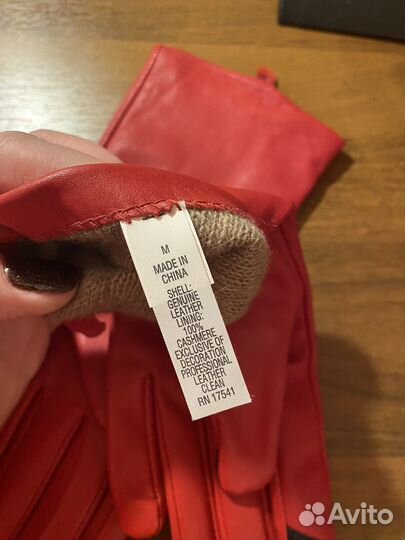 M
MADE IN
CHINA
SHELL:
GENUINE
LEATHER
LINING:
100%
CASHMERE
EXCLUSIVE OF
DECORATION
PROFESSIONAL
LEATHER
CLEAN
RN 17541
Avito